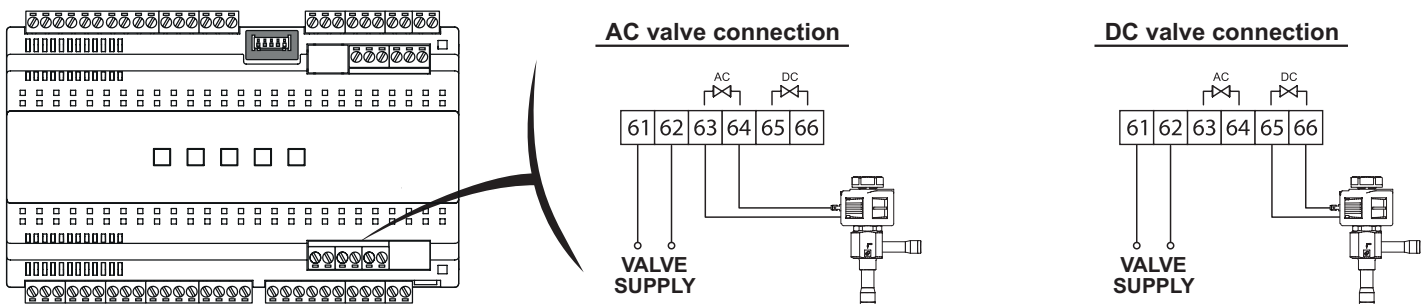 AC valve connection
AC DC
61 62 63 64 65 66
VALVE
SUPPLY
DC valve connection
AC DC
61 62 63 64 65 66
VALVE
SUPPLY